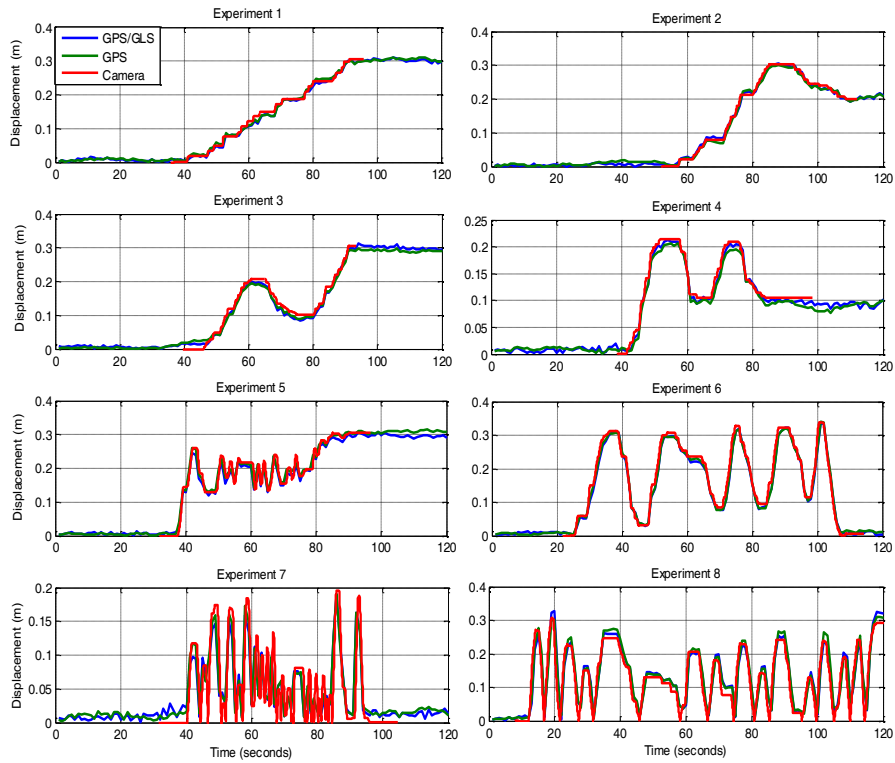 Experiment 1
Experiment 2
GPS/GLS
GPS
Camera
Displacement (m)
0.4
0.3
0.2
0.1
0
0 20 40 60 80 100 120
0.4
0.3
0.2
0.1
0
0 20 40 60 80 100 120
Experiment 3
Experiment 4
Displacement (m)
0.4
0.3
0.2
0.1
0
0 20 40 60 80 100 120
0.25
0.2
0.15
0.1
0.05
0
0 20 40 60 80 100 120
Experiment 5
Experiment 6
Displacement (m)
0.4
0.3
0.2
0.1
0
0 20 40 60 80 100 120
0.4
0.3
0.2
0.1
0
0 20 40 60 80 100 120
Experiment 7
Experiment 8
Displacement (m)
0.2
0.15
0.1
0.05
0
0 20 40 60 80 100 120
Time (seconds)
0.4
0.3
0.2
0.1
0
0 20 40 60 80 100 120
Time (seconds)